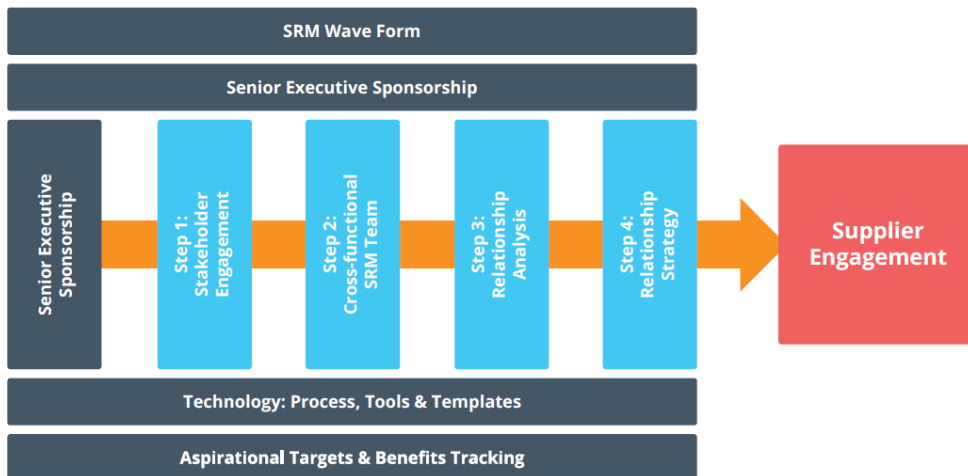 SRM Wave Form
Senior Executive Sponsorship
Senior Executive
Sponsorship
Step 1:
Stakeholder
Engagement
Step 2:
Cross-functional
SRM Team
Step 3:
Relationship
Analysis
Step 4:
Relationship
Strategy
Supplier
Engagement
Technology: Process, Tools & Templates
Aspirational Targets & Benefits Tracking